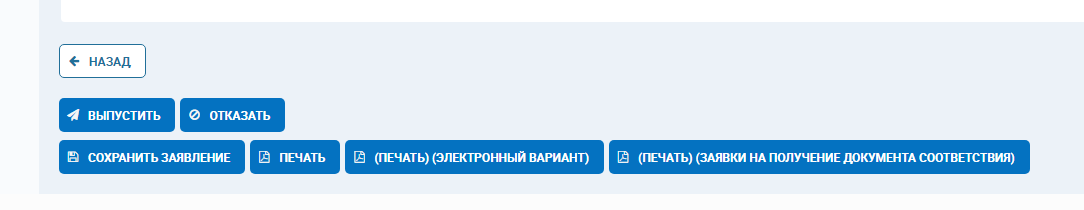 НАЗАД
ВЫПУСТИТЬ ОТКАЗАТЬ
СОХРАНИТЬ ЗАЯВЛЕНИЕ ПЕЧАТЬ (ПЕЧАТЬ) (ЭЛЕКТРОННЫЙ ВАРИАНТ) (ПЕЧАТЬ) (ЗАЯВКИ НА ПОЛУЧЕНИЕ ДОКУМЕНТА СООТВЕТСТВИЯ)